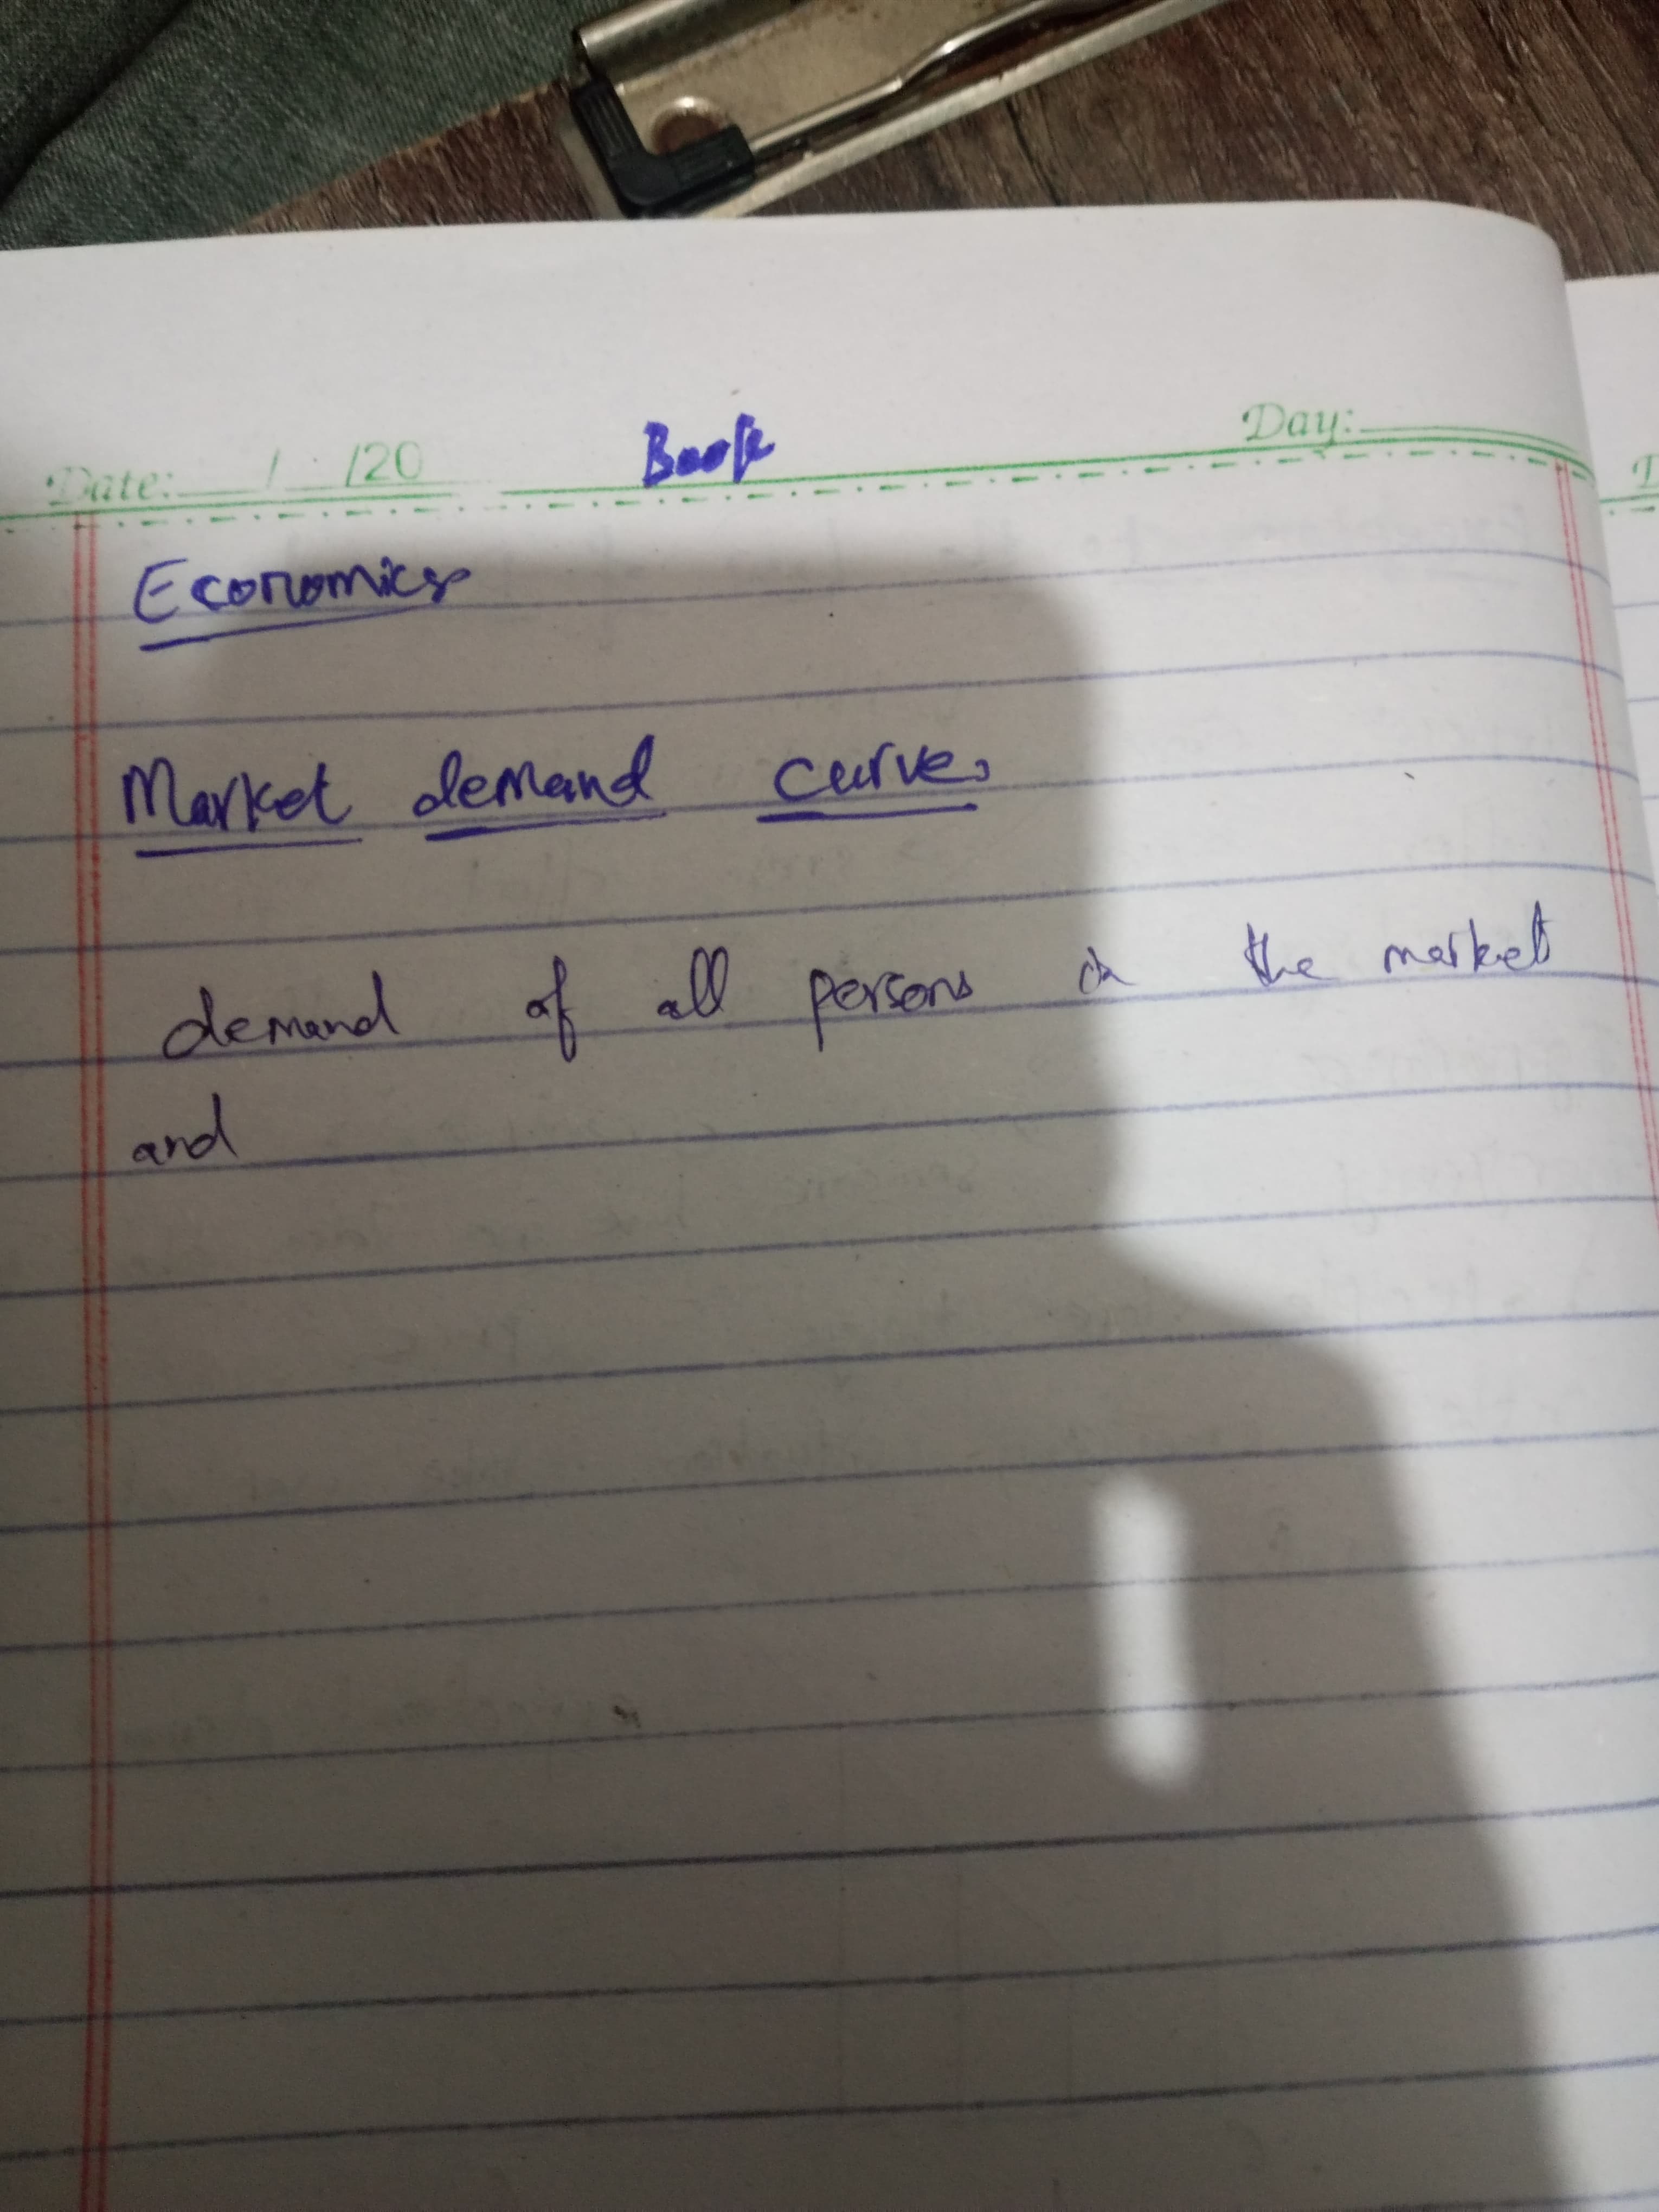 Book
Date: / /20 Day:
Economics
Market demand curve.
demand of all persons in the market
and